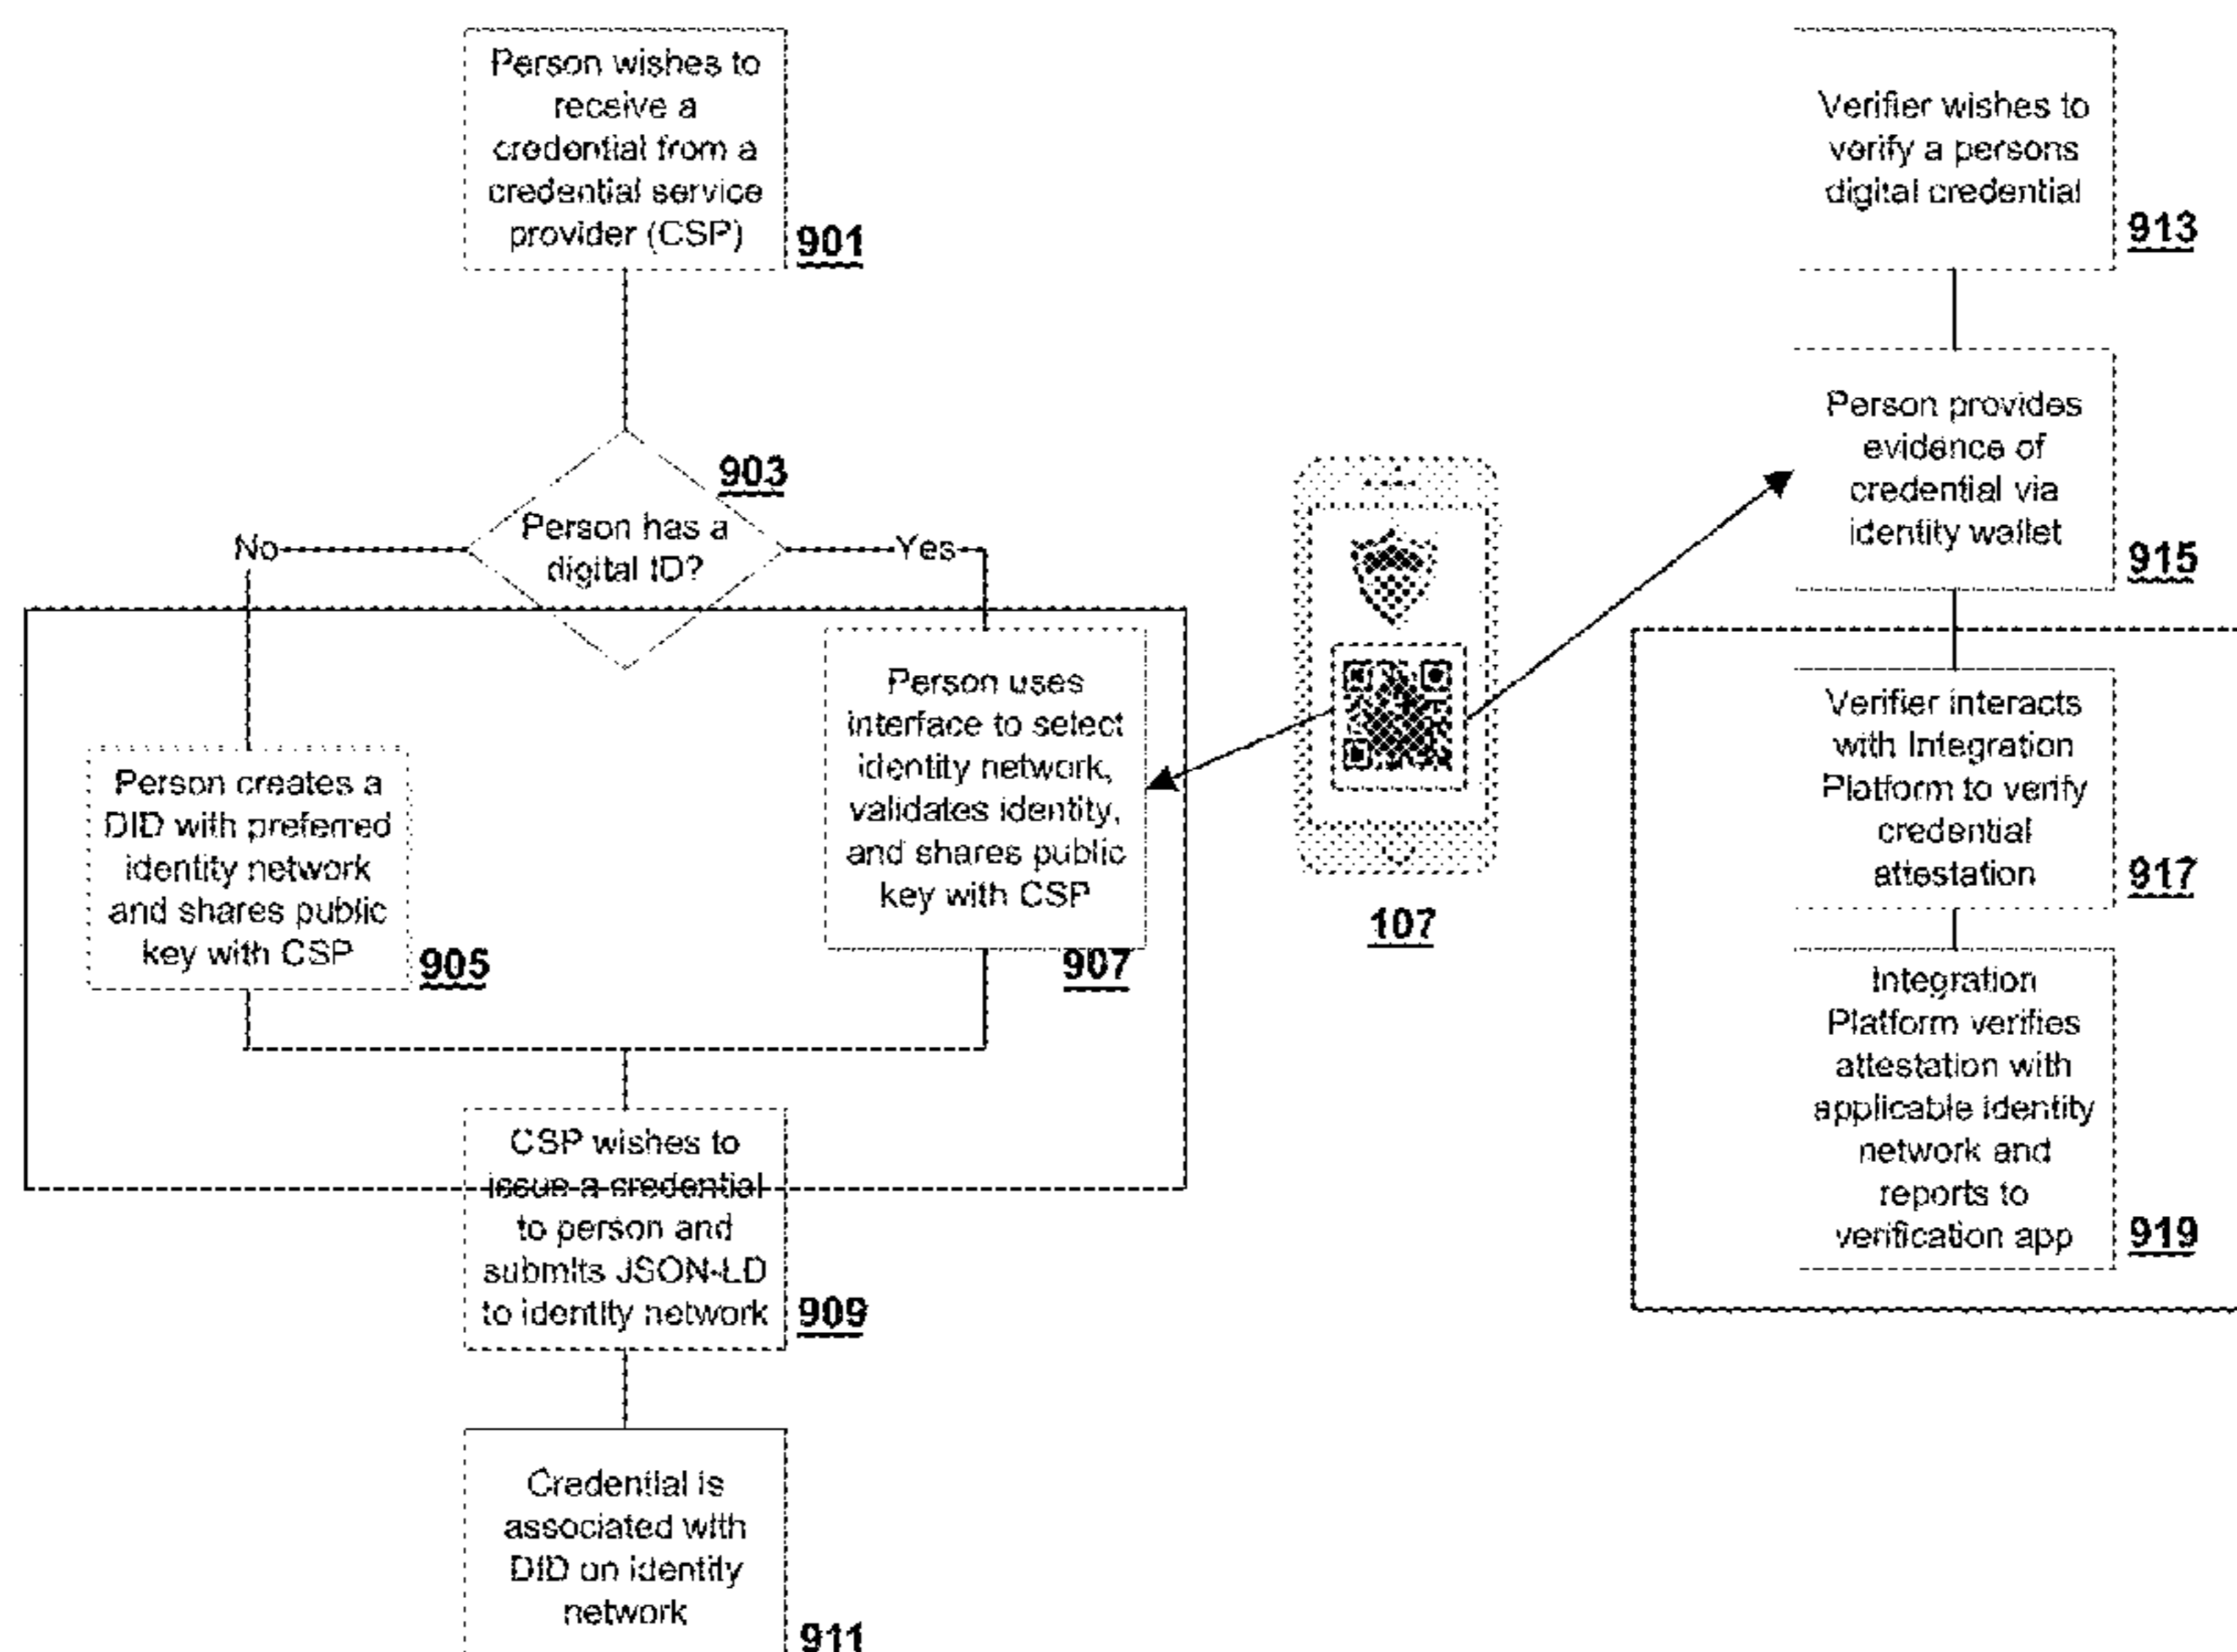 Person wishes to
receive a
credential from a
credential service
provider (CSP)
901
903
Person has a
digital ID?
No
Yes
Person creates a
DID with preferred
identity network
and shares public
key with CSP
905
Person uses
interface to select
identity network,
validates identity,
and shares public
key with CSP
907
107
CSP wishes to
issue a credential
to person and
submits JSON-LD
to identity network
909
Credential is
associated with
DID on identity
network
911
Verifier wishes to
verify a persons
digital credential
913
Person provides
evidence of
credential via
identity wallet
915
Verifier interacts
with Integration
Platform to verify
credential
attestation
917
Integration
Platform verifies
attestation with
applicable identity
network and
reports to
verification app
919